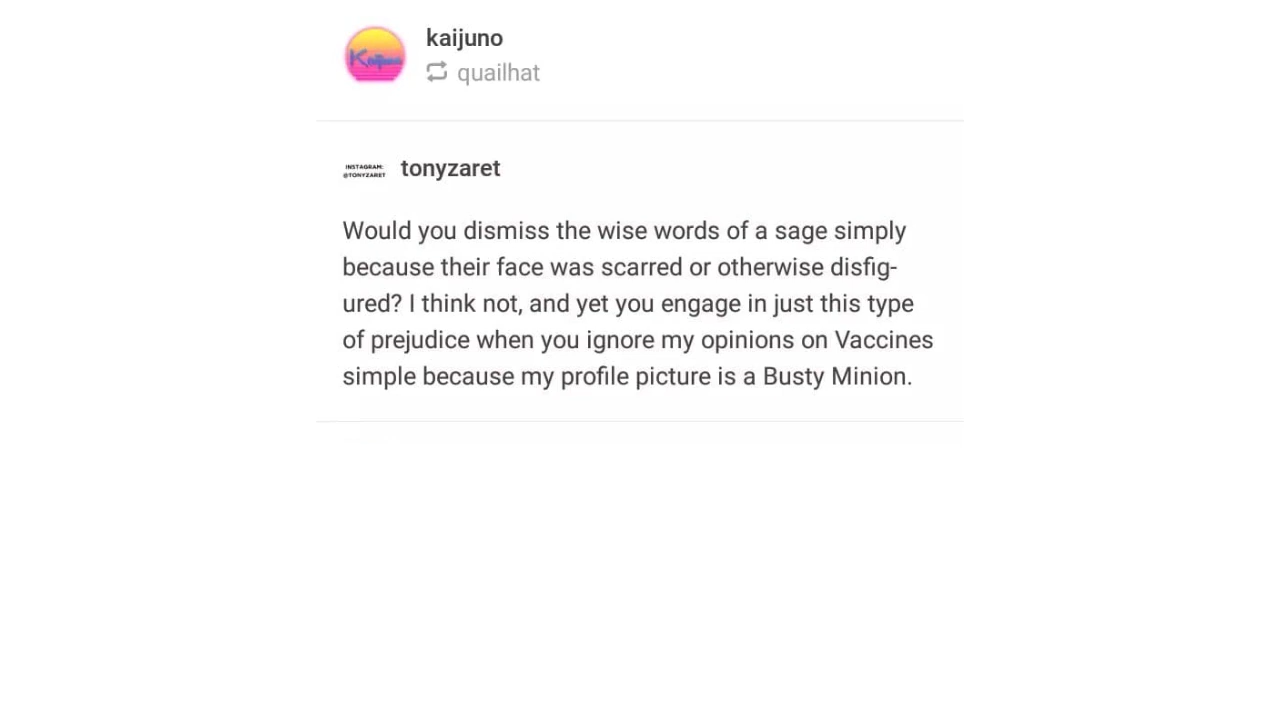 kaijuno
Kaijuno
quailhat
INSTAGRAM:
@TONYZARET
tonyzaret
Would you dismiss the wise words of a sage simply
because their face was scarred or otherwise disfig-
ured? I think not, and yet you engage in just this type
of prejudice when you ignore my opinions on Vaccines
simple because my profile picture is a Busty Minion.